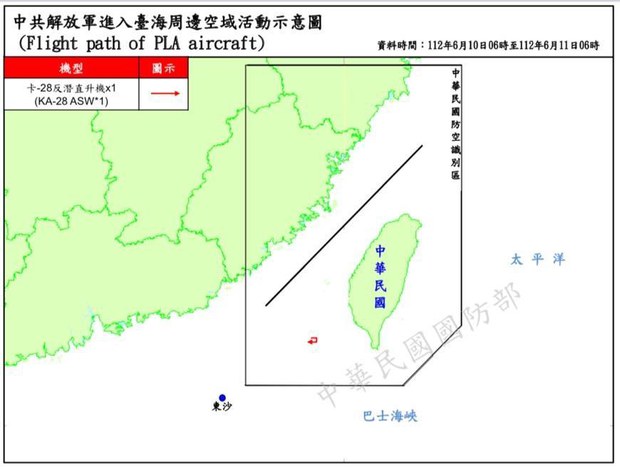 中共解放軍進入臺海周邊空域活動示意圖
(Flight path of PLA aircraft)
資料時間：112年6月10日06時至112年6月11日06時
機型 圖示
卡-28反潛直升機x1
(KA-28 ASW*1)
中華民國防空識別區
中華民國
太平洋
東沙
巴士海峽
中華民國國防部